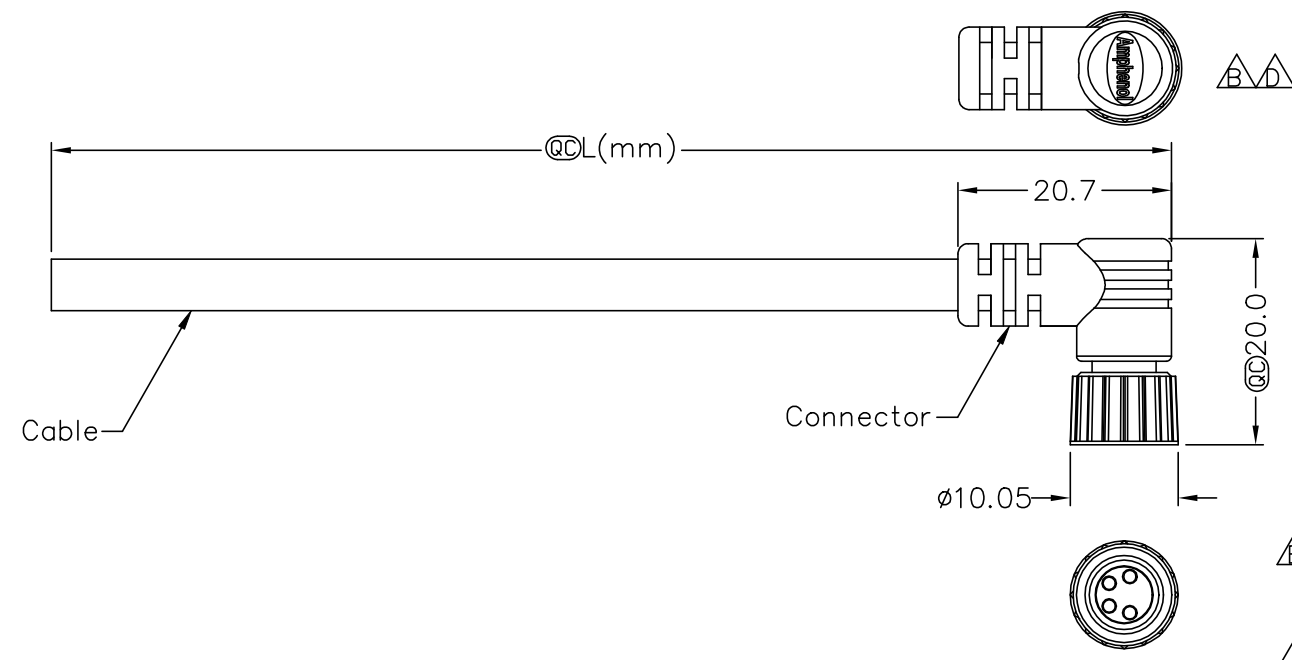 Amphenol
B D
QC L(mm)
20.7
QC 20.0
Cable
Connector
ø10.05